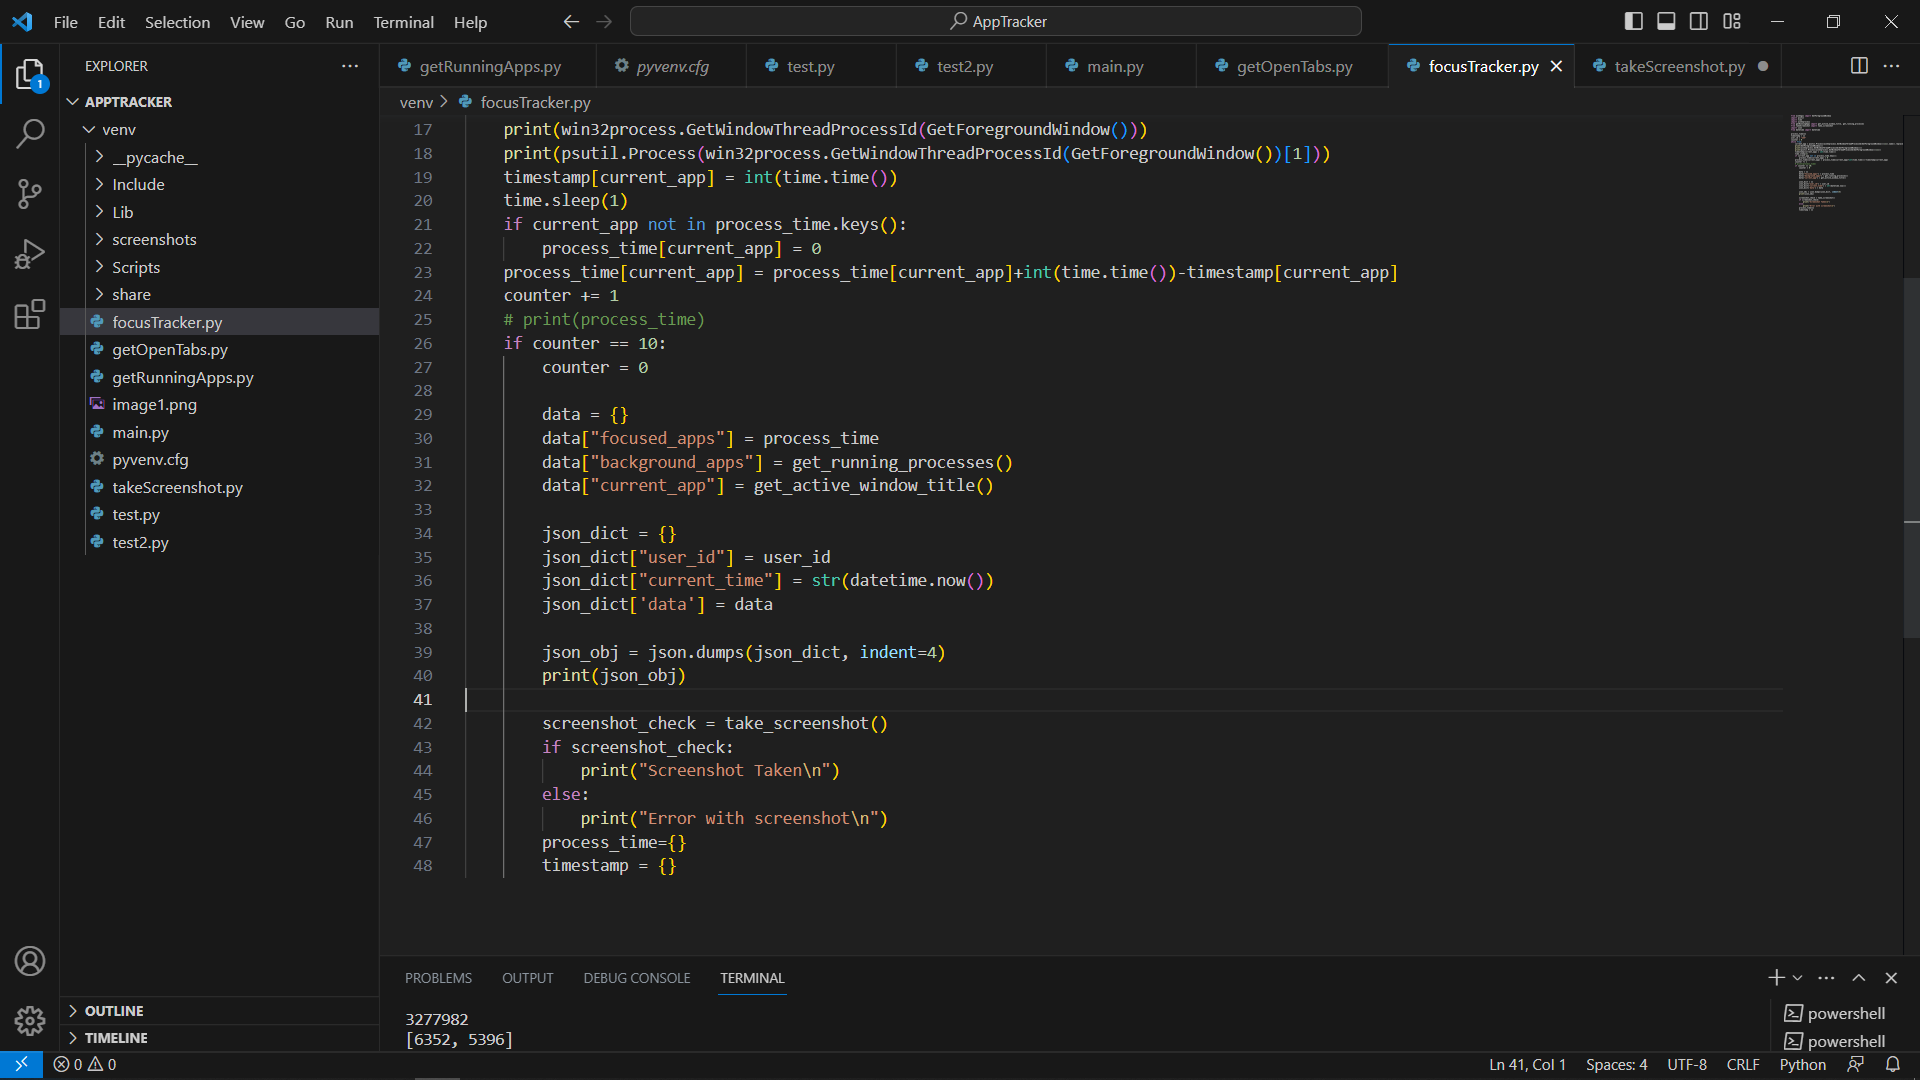 File Edit Selection View Go Run Terminal Help
AppTracker
EXPLORER
APPTRACKER
venv
__pycache__
Include
Lib
screenshots
Scripts
share
focusTracker.py
getOpenTabs.py
getRunningApps.py
image1.png
main.py
pyvenv.cfg
takeScreenshot.py
test.py
test2.py
OUTLINE
TIMELINE
1
getRunningApps.py pyvenv.cfg test.py test2.py main.py getOpenTabs.py focusTracker.py takeScreenshot.py
venv > focusTracker.py
17 print(win32process.GetWindowThreadProcessId(GetForegroundWindow()))
18 print(psutil.Process(win32process.GetWindowThreadProcessId(GetForegroundWindow())[1]))
19 timestamp[current_app] = int(time.time())
20 time.sleep(1)
21 if current_app not in process_time.keys():
22 process_time[current_app] = 0
23 process_time[current_app] = process_time[current_app]+int(time.time())-timestamp[current_app]
24 counter += 1
25 # print(process_time)
26 if counter == 10:
27 counter = 0
28
29 data = {}
30 data["focused_apps"] = process_time
31 data["background_apps"] = get_running_processes()
32 data["current_app"] = get_active_window_title()
33
34 json_dict = {}
35 json_dict["user_id"] = user_id
36 json_dict["current_time"] = str(datetime.now())
37 json_dict['data'] = data
38
39 json_obj = json.dumps(json_dict, indent=4)
40 print(json_obj)
41
42 screenshot_check = take_screenshot()
43 if screenshot_check:
44 print("Screenshot Taken\n")
45 else:
46 print("Error with screenshot\n")
47 process_time={}
48 timestamp = {}
PROBLEMS OUTPUT DEBUG CONSOLE TERMINAL
3277982
[6352, 5396]
powershell
powershell
0 0
Ln 41, Col 1 Spaces: 4 UTF-8 CRLF Python